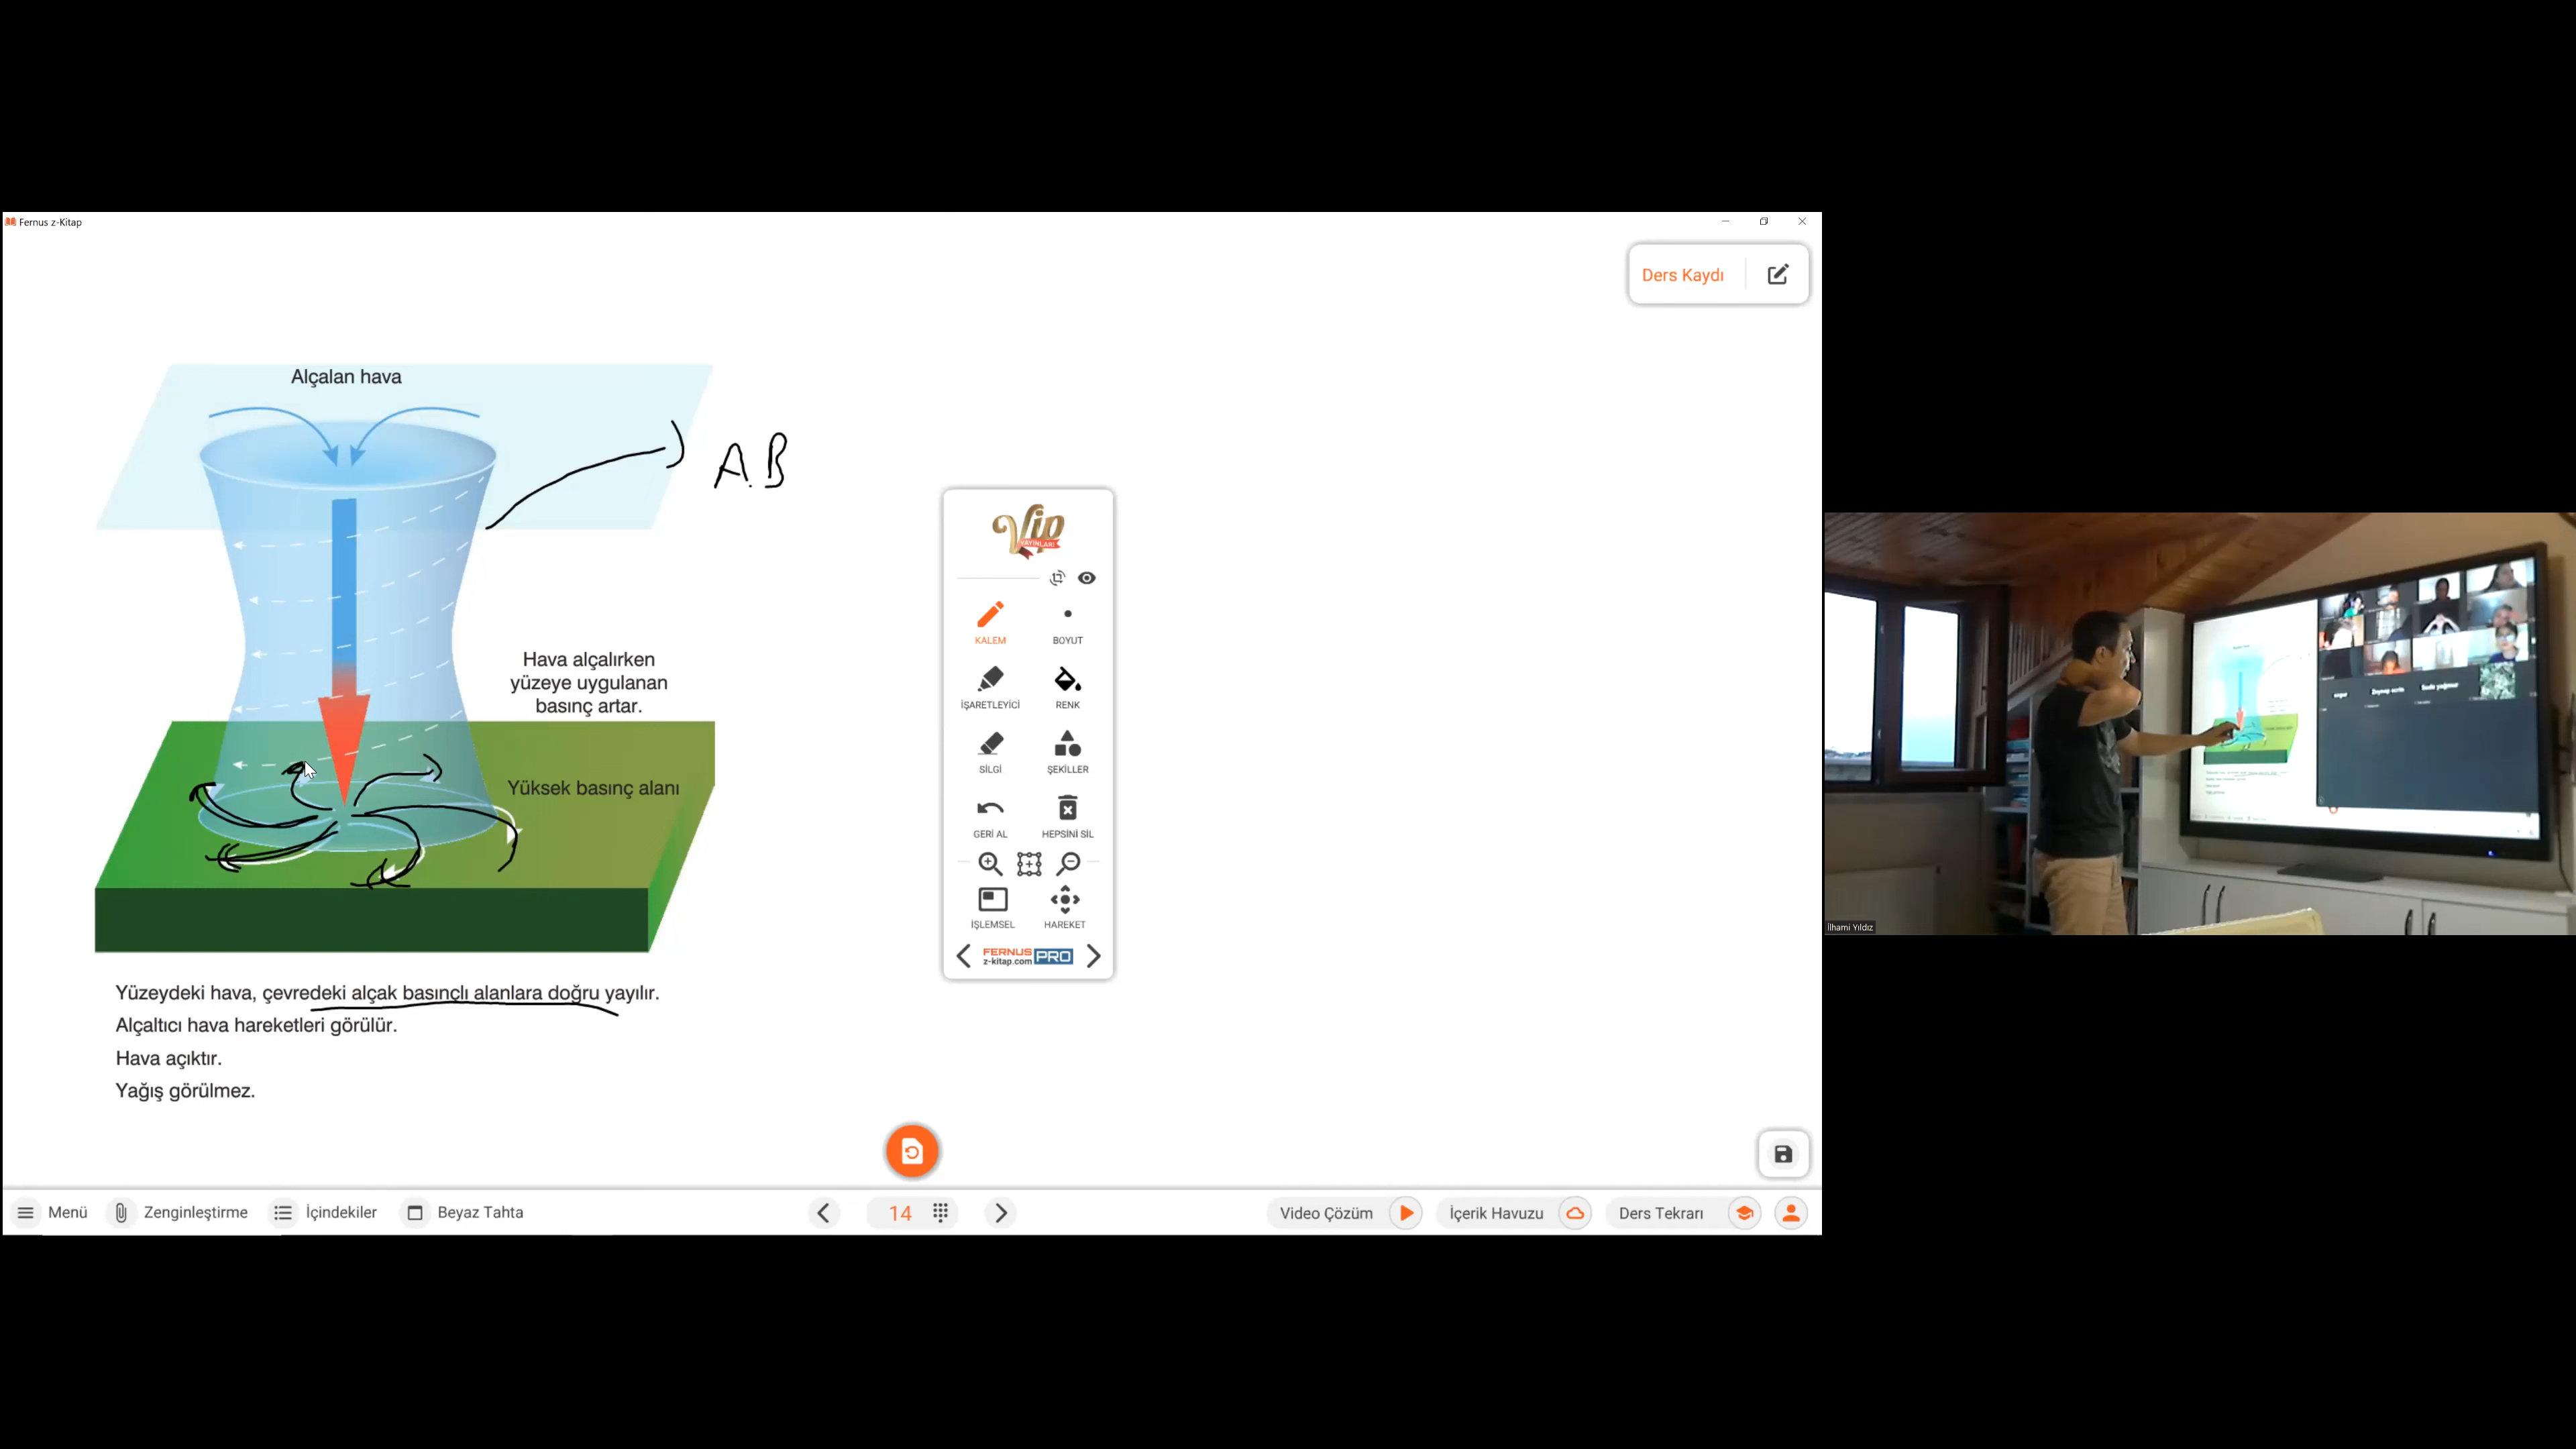 Fernus z-Kitap
Ders Kaydı
Alçalan hava
A.B
Hava alçalırken
yüzeye uygulanan
basınç artar.
Yüksek basınç alanı
Yüzeydeki hava, çevredeki alçak basınçlı alanlara doğru yayılır.
Alçaltıcı hava hareketleri görülür.
Hava açıktır.
Yağış görülmez.
Vip
YAYINLARI
KALEM
BOYUT
İŞARETLEYİCİ
RENK
SİLGİ
ŞEKİLLER
GERİ AL
HEPSİNİ SİL
İŞLEMSEL
HAREKET
FERNUS
z-kitap.com
PRO
Menü
Zenginleştirme
İçindekiler
Beyaz Tahta
14
Video Çözüm
İçerik Havuzu
Ders Tekrarı
İlhami Yıldız